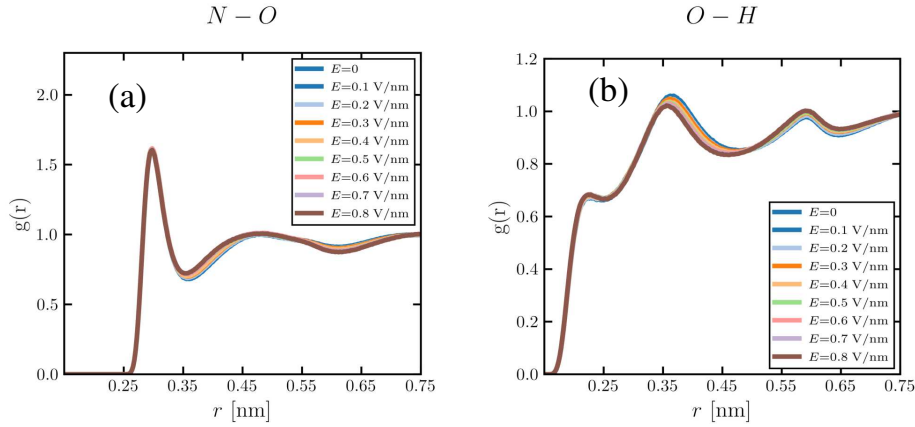 N − O
(a)
E=0
E=0.1 V/nm
E=0.2 V/nm
E=0.3 V/nm
E=0.4 V/nm
E=0.5 V/nm
E=0.6 V/nm
E=0.7 V/nm
E=0.8 V/nm
2.0
1.5
1.0
0.5
0.0
g(r)
0.25 0.35 0.45 0.55 0.65 0.75
r [nm]
O − H
(b)
1.2
1.0
0.8
0.6
0.4
0.2
0.0
g(r)
E=0
E=0.1 V/nm
E=0.2 V/nm
E=0.3 V/nm
E=0.4 V/nm
E=0.5 V/nm
E=0.6 V/nm
E=0.7 V/nm
E=0.8 V/nm
0.25 0.35 0.45 0.55 0.65 0.75
r [nm]